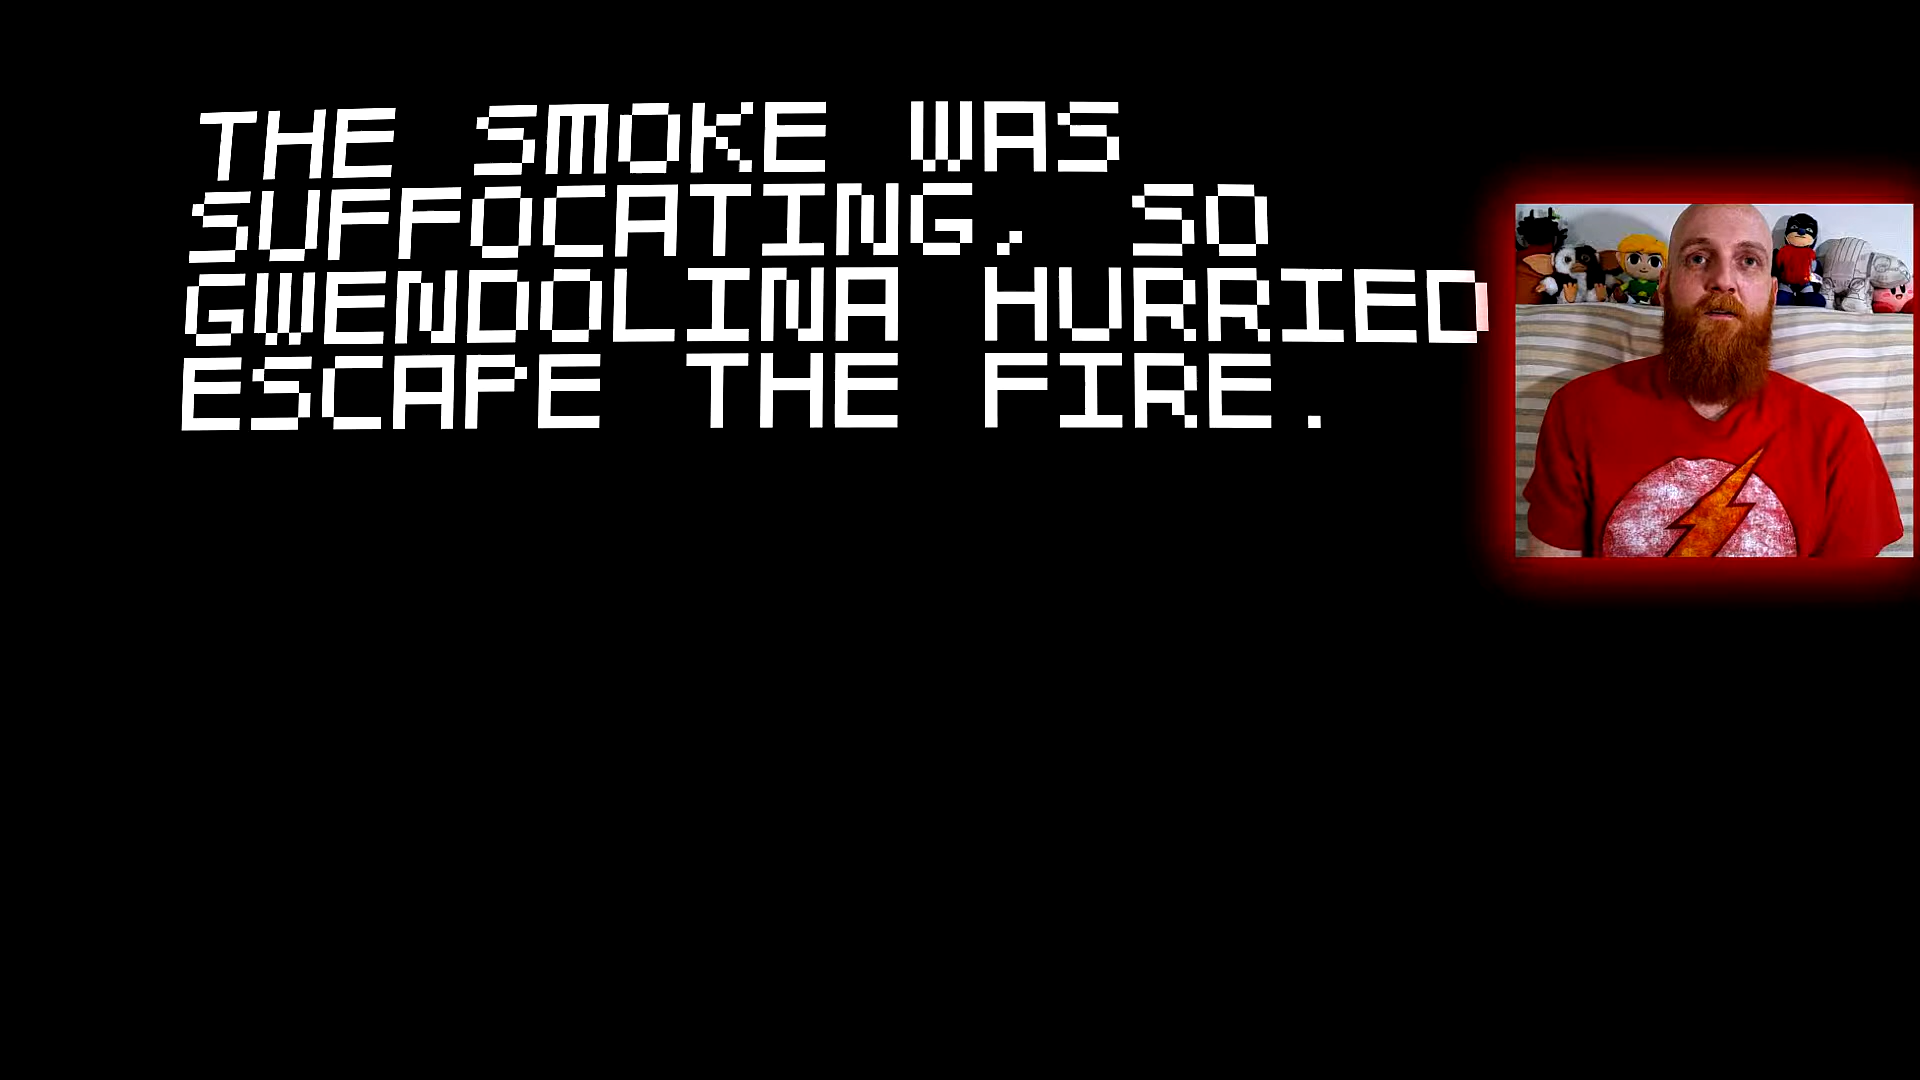 THE SMOKE WAS
SUFFOCATING, SO
GWENDOLINA HURRIED
ESCAPE THE FIRE.